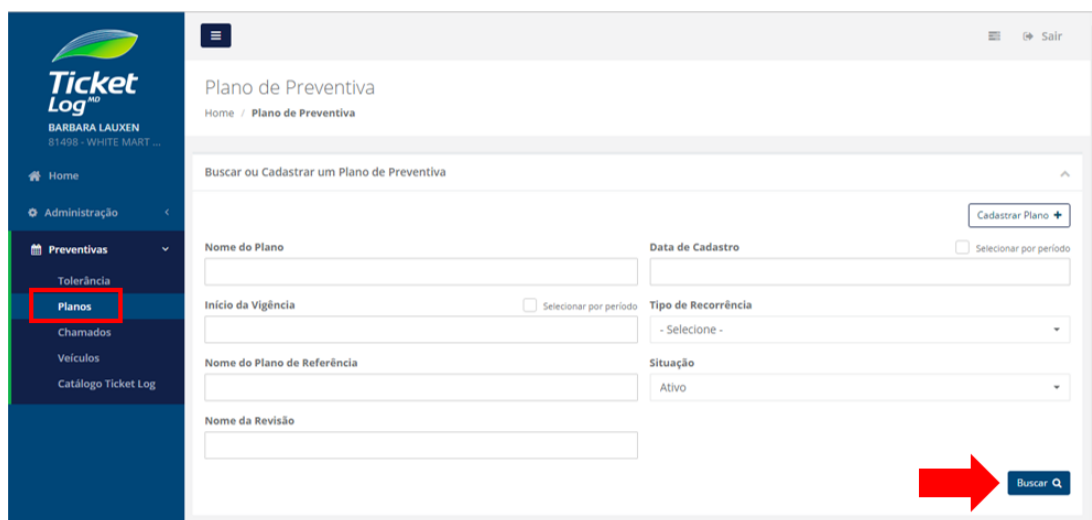 Ticket
Log MD
BARBARA LAUXEN
81498 - WHITE MART ...
Home
Administração
Preventivas
Tolerância
Planos
Chamados
Veículos
Catálogo Ticket Log
Sair
Plano de Preventiva
Home / Plano de Preventiva
Buscar ou Cadastrar um Plano de Preventiva
Cadastrar Plano +
Nome do Plano
Data de Cadastro
Selecionar por período
Início da Vigência
Selecionar por período
Tipo de Recorrência
- Selecione -
Nome do Plano de Referência
Situação
Ativo
Nome da Revisão
Buscar